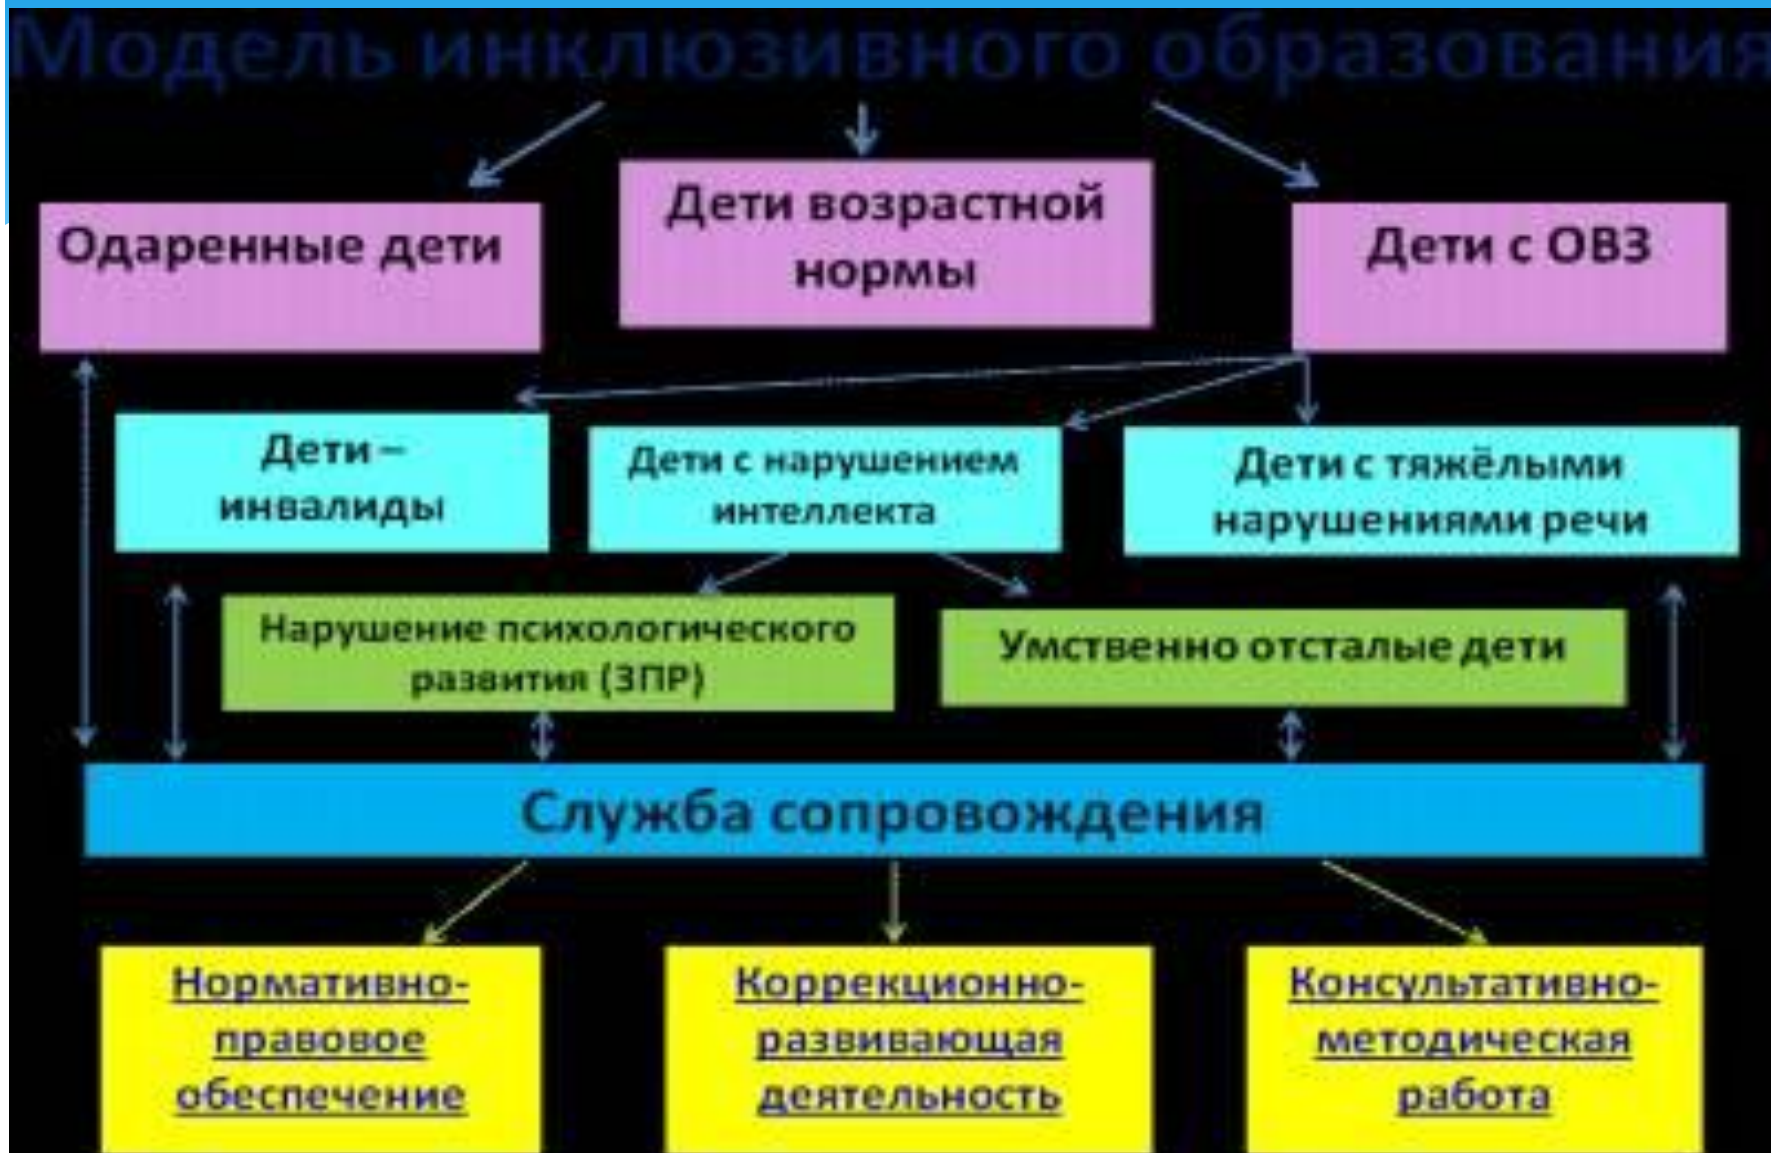 Модель инклюзивного образования
Одаренные дети
Дети возрастной
нормы
Дети с ОВЗ
Дети –
инвалиды
Дети с нарушением
интеллекта
Дети с тяжёлыми
нарушениями речи
Нарушение психологического
развития (ЗПР)
Умственно отсталые дети
Служба сопровождения
Нормативно-
правовое
обеспечение
Коррекционно-
развивающая
деятельность
Консультативно-
методическая
работа